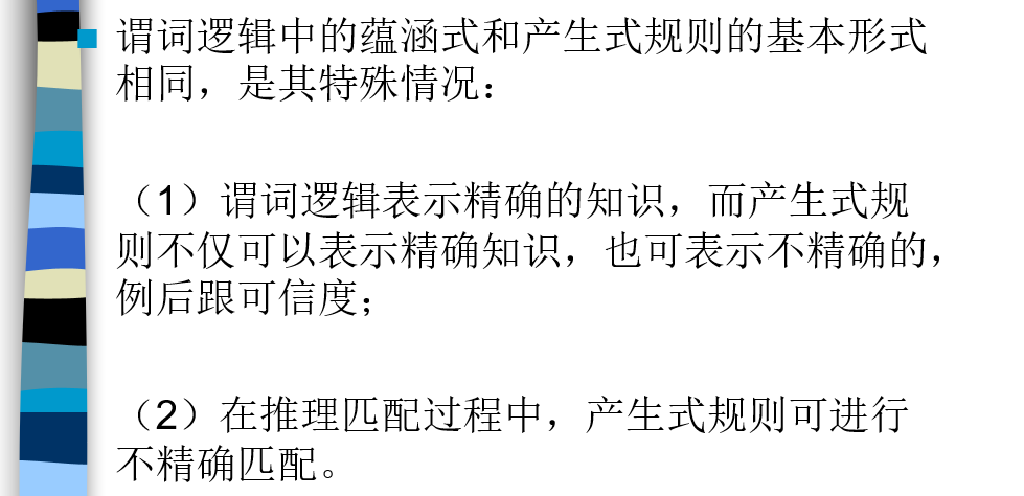 谓词逻辑中的蕴涵式和产生式规则的基本形式
相同，是其特殊情况：
（1）谓词逻辑表示精确的知识，而产生式规
则不仅可以表示精确知识，也可表示不精确的，
例后跟可信度；
（2）在推理匹配过程中，产生式规则可进行
不精确匹配。